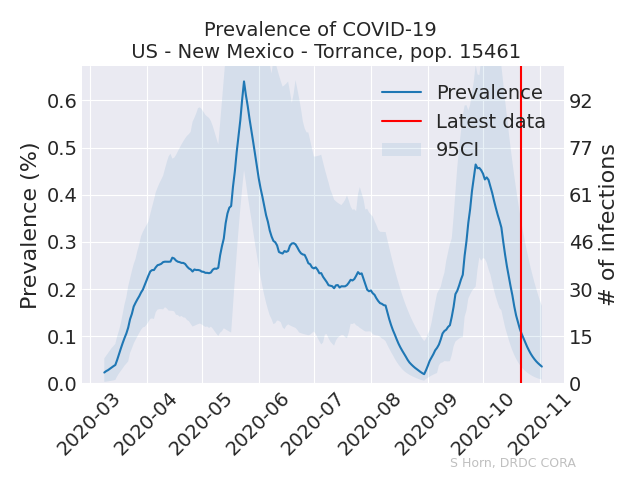 Prevalence of COVID-19
US - New Mexico - Torrance, pop. 15461
Prevalence
Latest data
95CI
Prevalence (%)
0.6
0.5
0.4
0.3
0.2
0.1
0.0
92
77
61
46
30
15
0
# of infections
2020-03
2020-04
2020-05
2020-06
2020-07
2020-08
2020-09
2020-10
2020-11
S Horn, DRDC CORA